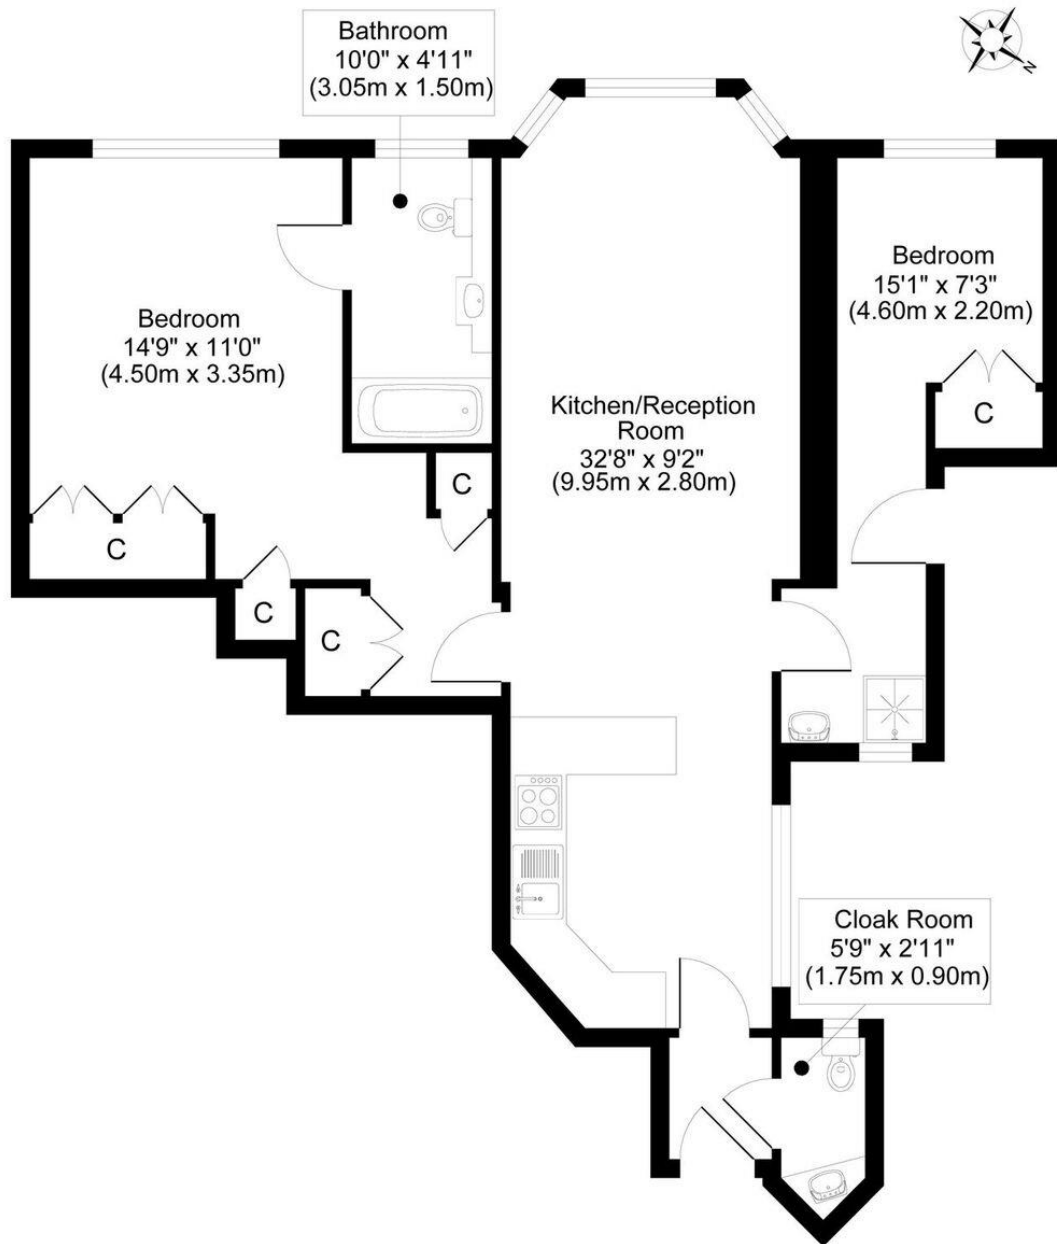 Bathroom
10'0" x 4'11"
(3.05m x 1.50m)
N
Bedroom
15'1" x 7'3"
(4.60m x 2.20m)
Bedroom
14'9" x 11'0"
(4.50m x 3.35m)
Kitchen/Reception
Room
32'8" x 9'2"
(9.95m x 2.80m)
C
C
C
C
C
Cloak Room
5'9" x 2'11"
(1.75m x 0.90m)